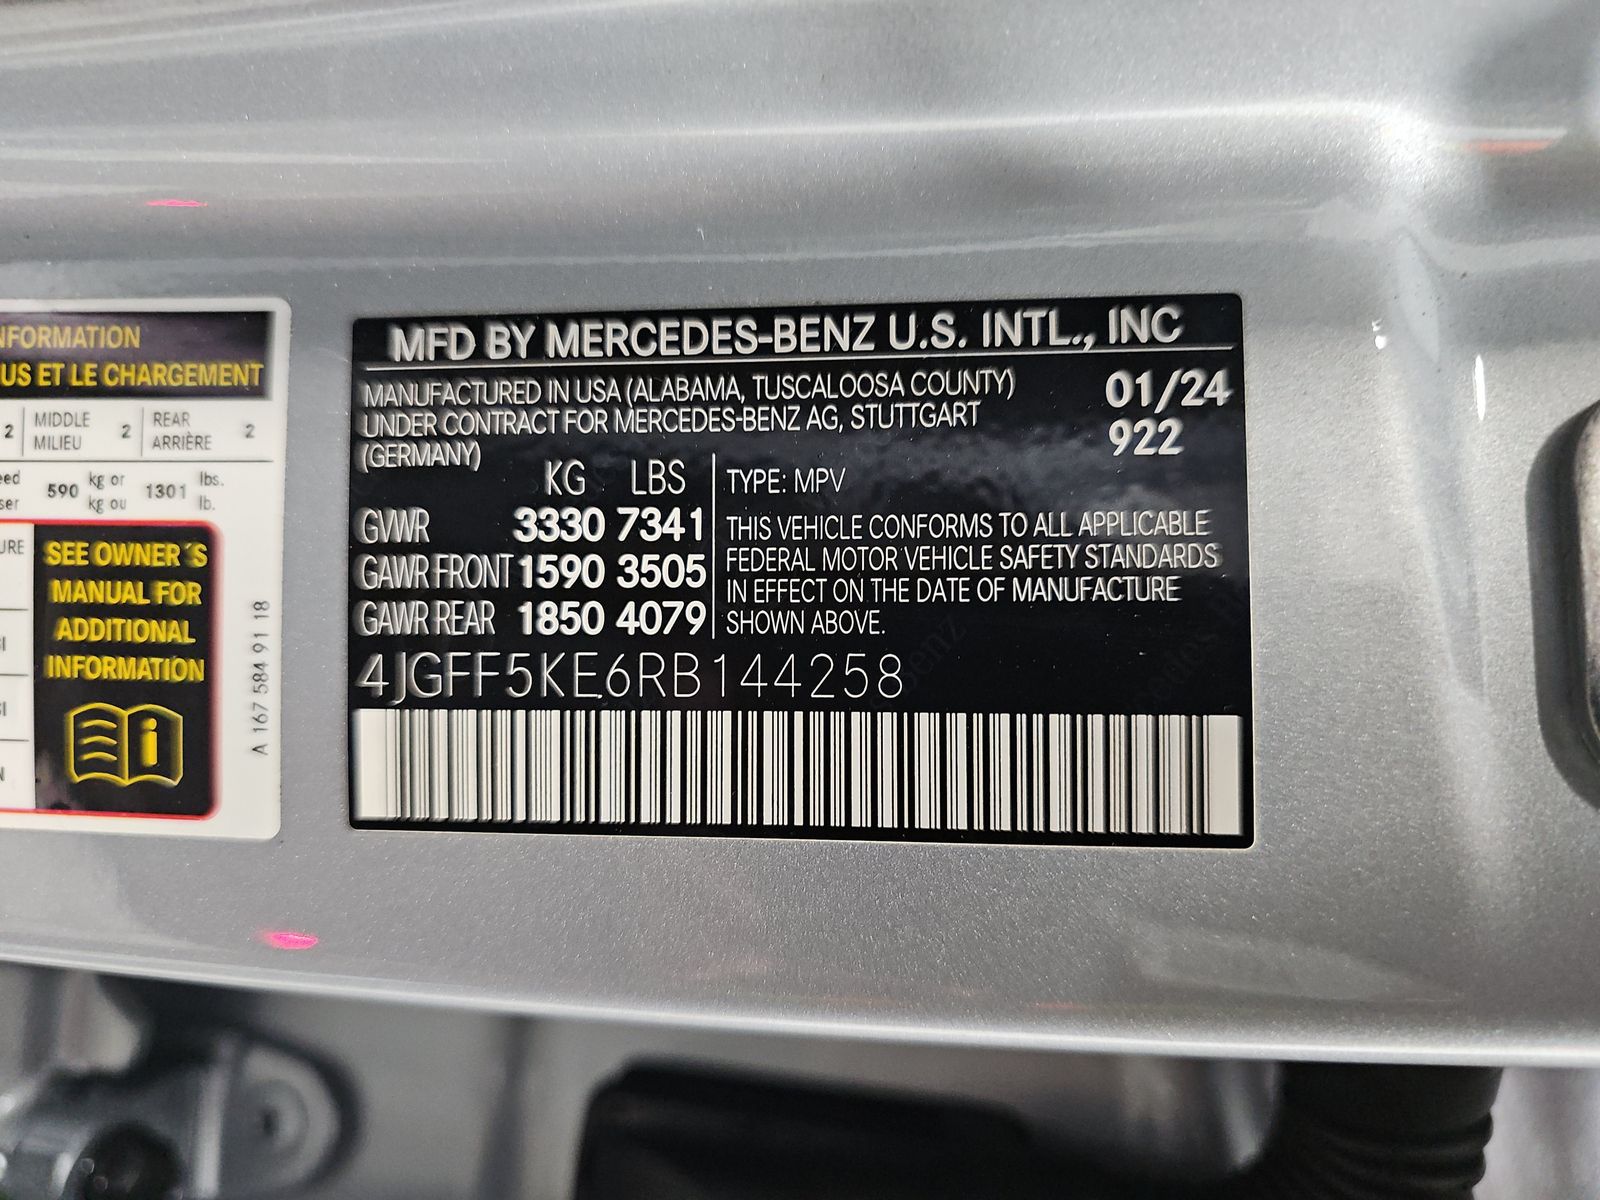 NFORMATION
US ET LE CHARGEMENT
2 MIDDLE MILIEU 2 REAR ARRIÈRE 2
590 kg or kg ou 1301 lbs. lb.
SEE OWNER´S
MANUAL FOR
ADDITIONAL
INFORMATION
A 167 584 91 18
MFD BY MERCEDES-BENZ U.S. INTL., INC
MANUFACTURED IN USA (ALABAMA, TUSCALOOSA COUNTY) 01/24
UNDER CONTRACT FOR MERCEDES-BENZ AG, STUTTGART 922
(GERMANY)
KG LBS
GVWR 3330 7341
GAWR FRONT 1590 3505
GAWR REAR 1850 4079
TYPE: MPV
THIS VEHICLE CONFORMS TO ALL APPLICABLE
FEDERAL MOTOR VEHICLE SAFETY STANDARDS
IN EFFECT ON THE DATE OF MANUFACTURE
SHOWN ABOVE.
4JGFF5KE6RB144258